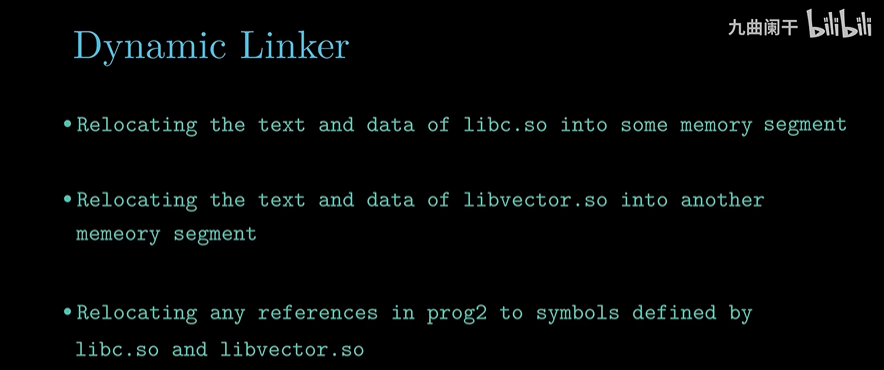 九曲阑干 bilibili
Dynamic Linker
•Relocating the text and data of libc.so into some memory segment
•Relocating the text and data of libvector.so into another
memeory segment
•Relocating any references in prog2 to symbols defined by
libc.so and libvector.so